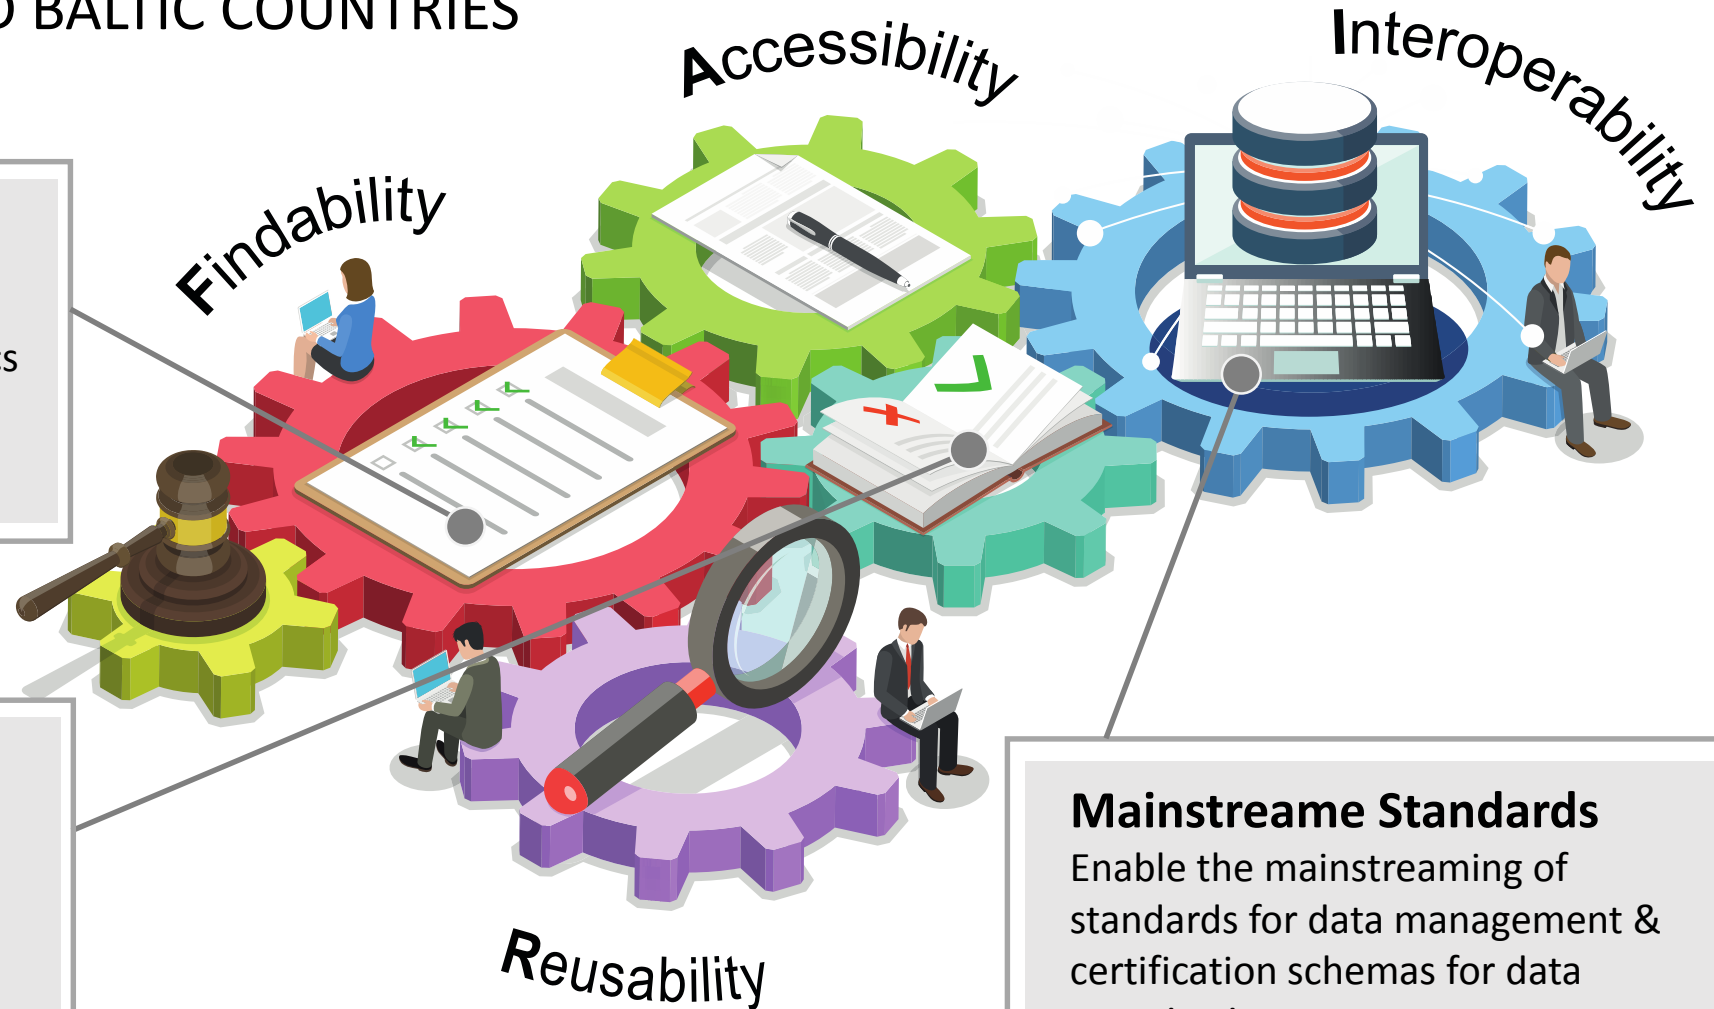 BALTIC COUNTRIES
Accessibility
Interoperability
Findability
cs
Reusability
Mainstreame Standards
Enable the mainstreaming of
standards for data management &
certification schemas for data